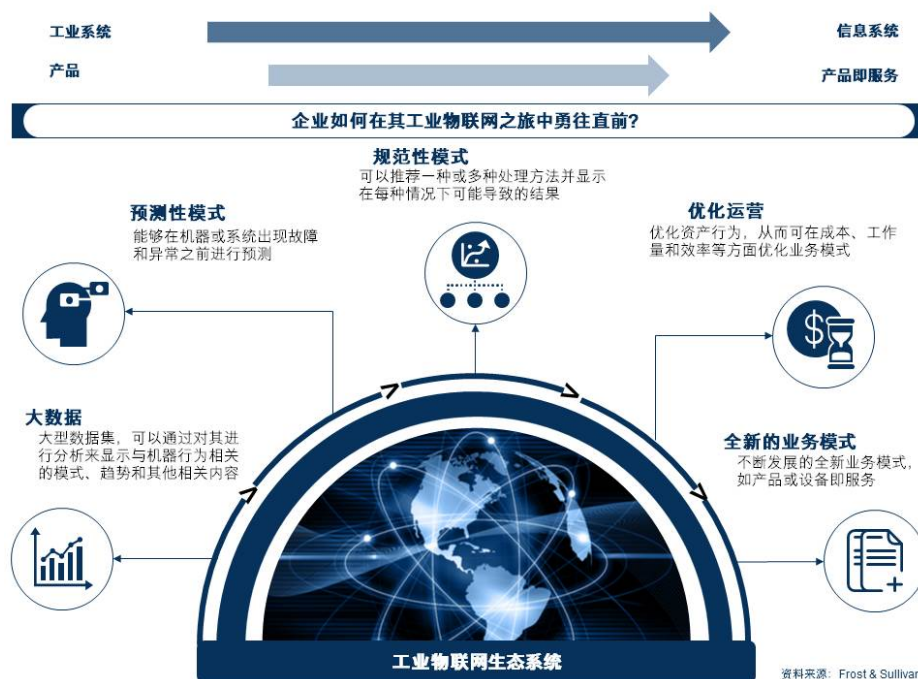 工业系统
信息系统
产品
产品即服务
企业如何在其工业物联网之旅中勇往直前?
规范性模式
可以推荐一种或多种处理方法并显示
在每种情况下可能导致的结果
预测性模式
能够在机器或系统出现故障
和异常之前进行预测
优化运营
优化资产行为，从而可在成本、工作
量和效率等方面优化业务模式
大数据
大型数据集，可以通过对其进
行分析来显示与机器行为相关
的模式、趋势和其他相关内容
全新的业务模式
不断发展的全新业务模式，
如产品或设备即服务
工业物联网生态系统
资料来源：Frost & Sullivan